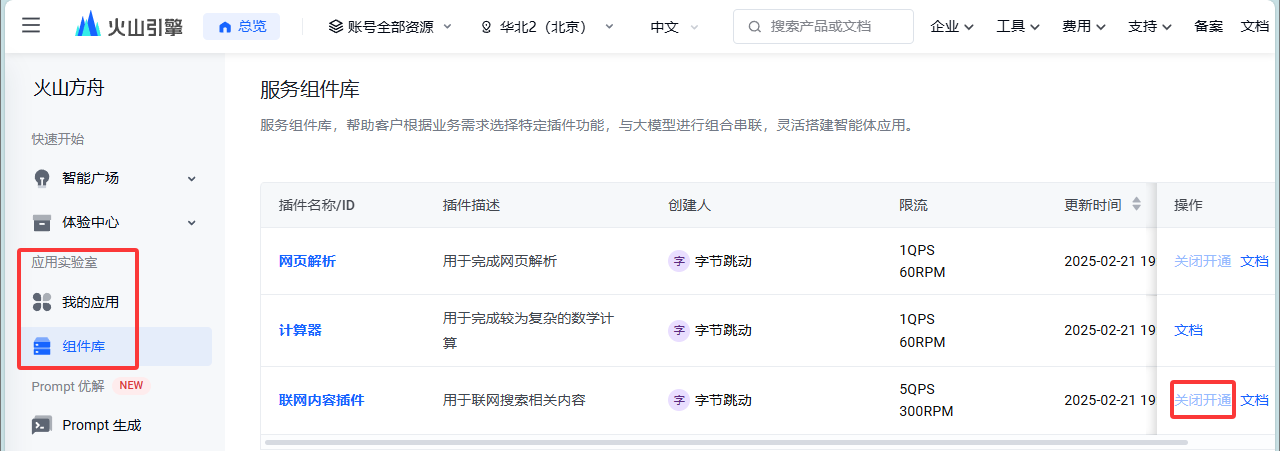 火山引擎 总览 账号全部资源 华北2（北京） 中文 搜索产品或文档 企业 工具 费用 支持 备案 文档
火山方舟
快速开始
智能广场
体验中心
应用实验室
我的应用
组件库
Prompt 优解 NEW
Prompt 生成
服务组件库
服务组件库，帮助客户根据业务需求选择特定插件功能，与大模型进行组合串联，灵活搭建智能体应用。
插件名称/ID 插件描述 创建人 限流 更新时间 操作
网页解析 用于完成网页解析 字 字节跳动 1QPS 2025-02-21 19 关闭开通 文档
60RPM
计算器 用于完成较为复杂的数学计 字 字节跳动 1QPS 2025-02-21 19 文档
算 60RPM
联网内容插件 用于联网搜索相关内容 字 字节跳动 5QPS 2025-02-21 19 关闭开通 文档
300RPM